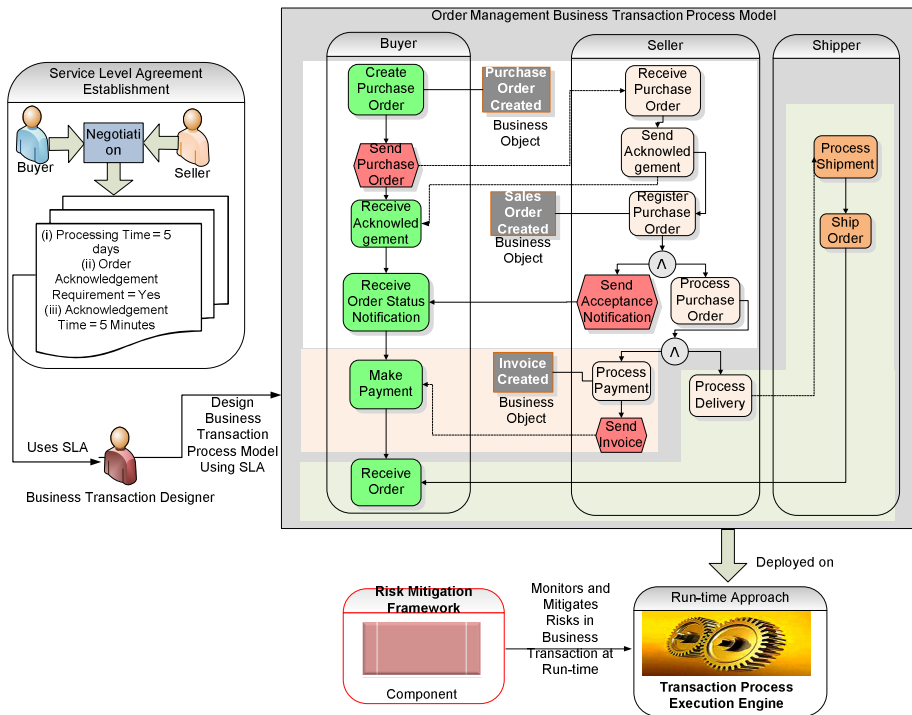 Order Management Business Transaction Process Model
Service Level Agreement
Establishment
Buyer
Negotiati
on
Seller
(i) Processing Time = 5
days
(ii) Order
Acknowledgement
Requirement = Yes
(iii) Acknowledgement
Time = 5 Minutes
Uses SLA
Business Transaction Designer
Design
Business
Transaction
Process Model
Using SLA
Buyer
Create
Purchase
Order
Send
Purchase
Order
Receive
Acknowled
gement
Receive
Order Status
Notification
Make
Payment
Receive
Order
Purchase
Order
Created
Business
Object
Sales
Order
Created
Business
Object
Invoice
Created
Business
Object
Seller
Receive
Purchase
Order
Send
Acknowled
gement
Register
Purchase
Order
Λ
Send
Acceptance
Notification
Process
Purchase
Order
Λ
Process
Payment
Send
Invoice
Process
Delivery
Shipper
Process
Shipment
Ship
Order
Deployed on
Risk Mitigation
Framework
Component
Monitors and
Mitigates
Risks in
Business
Transaction at
Run-time
Run-time Approach
Transaction Process
Execution Engine